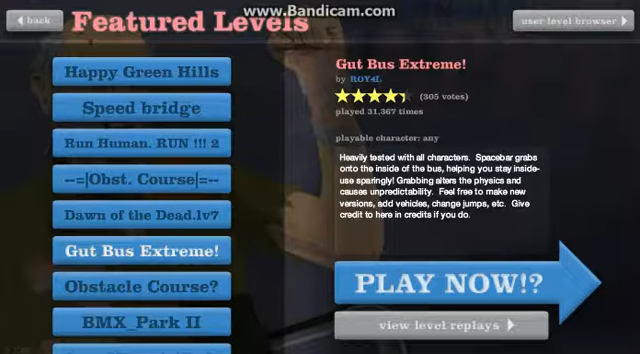 www.Bandicam.com
back
Featured Levels
user level browser
Happy Green Hills
Speed bridge
Run Human. RUN !!! 2
--=|Obst. Course|=--
Dawn of the Dead.lv7
Gut Bus Extreme!
Obstacle Course?
BMX_Park II
Gut Bus Extreme!
by
(305 votes)
played 31,367 times
playable character: any
Heavily tested with all characters. Spacebar grabs
onto the inside of the bus, helping you stay inside-
use sparingly! Grabbing alters the physics and
causes unpredictability. Feel free to make new
versions, add vehicles, change jumps, etc. Give
credit to here in credits if you do.
PLAY NOW!?
view level replays